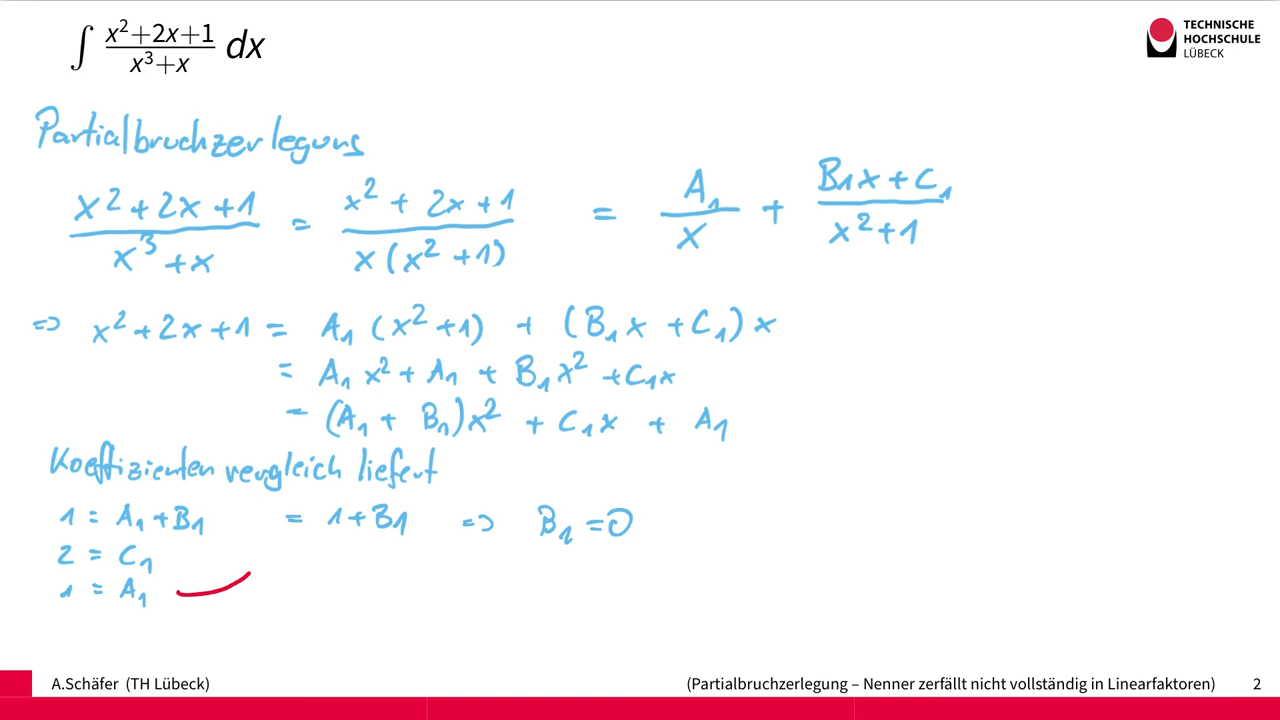 ∫ (x²+2x+1)/(x³+x) dx
TECHNISCHE
HOCHSCHULE
LÜBECK
Partialbruchzerlegung
(x²+2x+1)/(x³+x) = (x²+2x+1)/(x(x²+1)) = A₁/x + (B₁x+C₁)/(x²+1)
⇒ x²+2x+1 = A₁(x²+1) + (B₁x+C₁)x
= A₁x²+A₁ + B₁x² +C₁x
= (A₁+B₁)x² + C₁x + A₁
Koeffizientenvergleich liefert
1 = A₁+B₁ = 1+B₁ ⇒ B₁=0
2 = C₁
1 = A₁
A.Schäfer (TH Lübeck) (Partialbruchzerlegung – Nenner zerfällt nicht vollständig in Linearfaktoren) 2